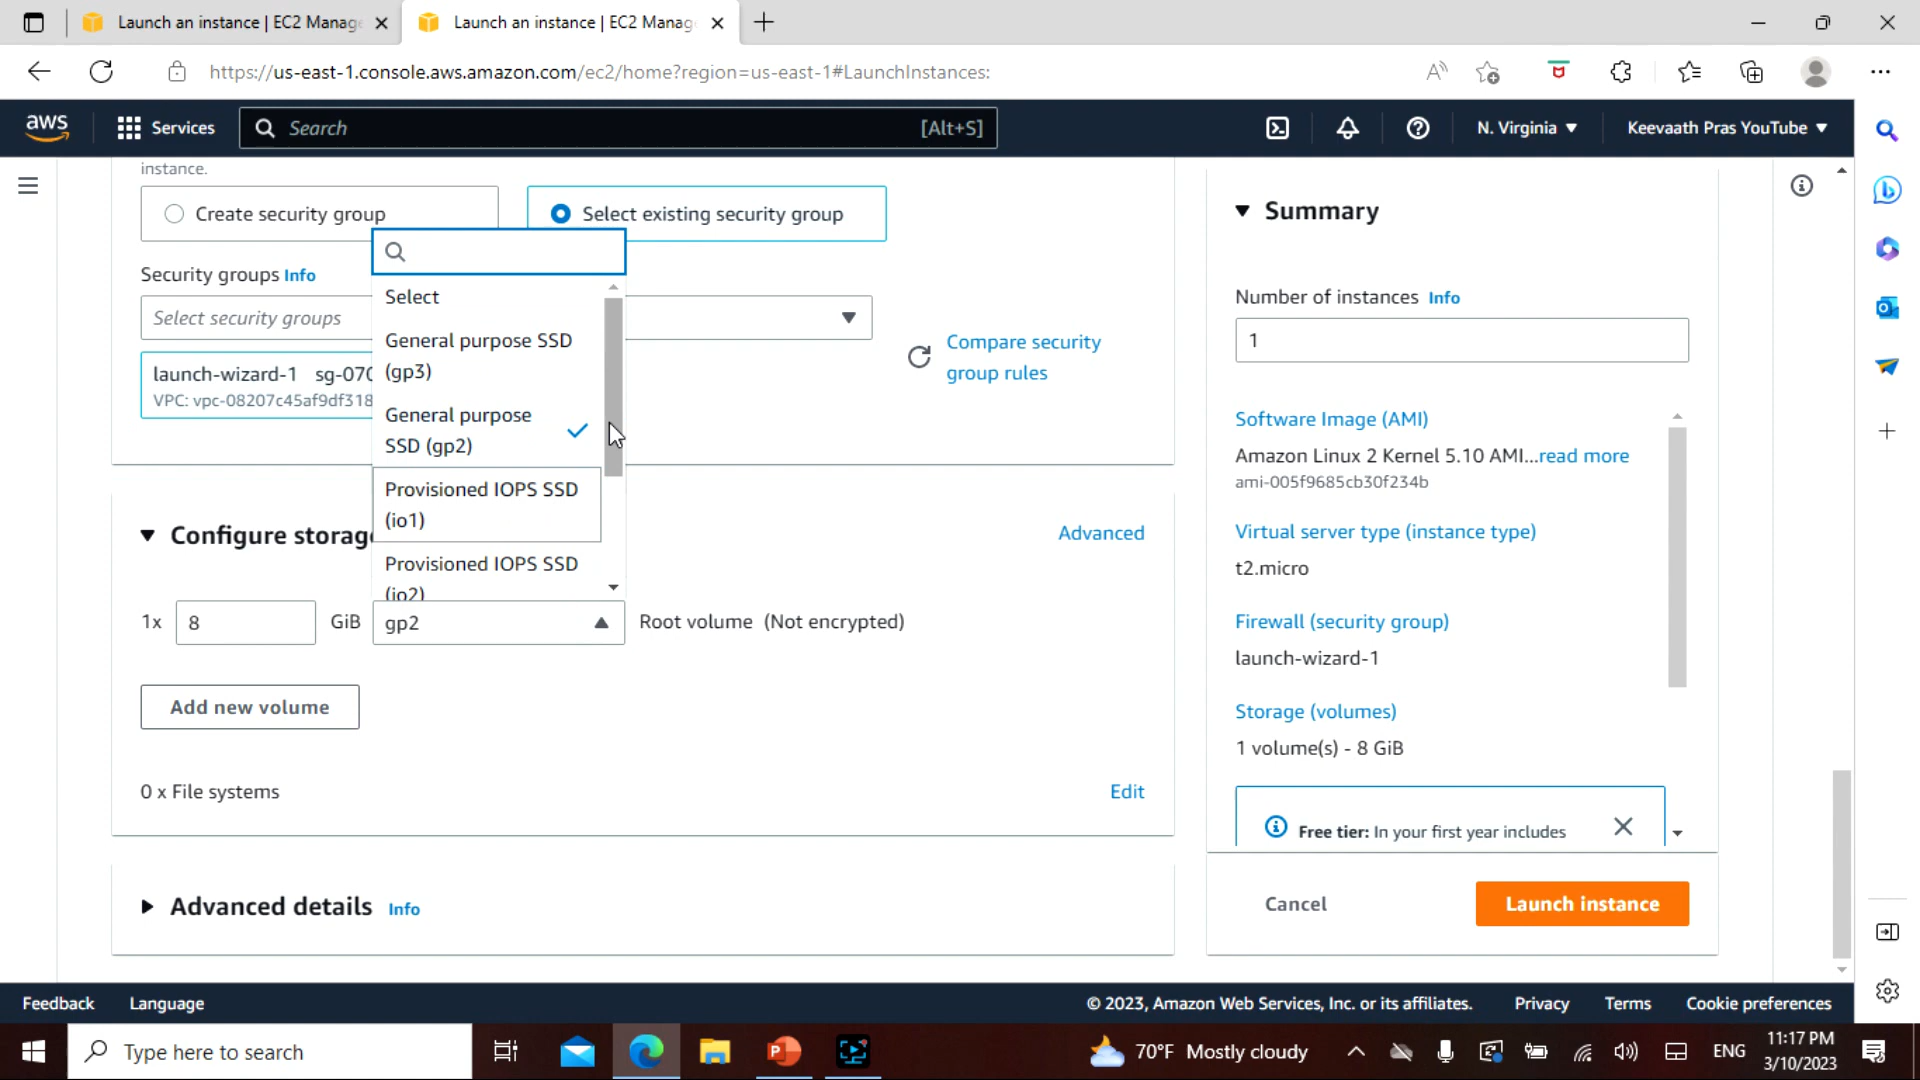 Launch an instance | EC2 Manag
Launch an instance | EC2 Manag
https://us-east-1.console.aws.amazon.com/ec2/home?region=us-east-1#LaunchInstances:
aws
Services
Search
[Alt+S]
N. Virginia
Keevaath Pras YouTube
instance.
Create security group
Select existing security group
Security groups Info
Select security groups
launch-wizard-1 sg-070
VPC: vpc-08207c45af9df318
Compare security
group rules
Select
General purpose SSD
(gp3)
General purpose
SSD (gp2)
Provisioned IOPS SSD
(io1)
Provisioned IOPS SSD
(io2)
Configure storage
Advanced
1x
8
GiB
gp2
Root volume (Not encrypted)
Add new volume
0 x File systems
Edit
Advanced details Info
Summary
Number of instances Info
1
Software Image (AMI)
Amazon Linux 2 Kernel 5.10 AMI...read more
ami-005f9685cb30f234b
Virtual server type (instance type)
t2.micro
Firewall (security group)
launch-wizard-1
Storage (volumes)
1 volume(s) - 8 GiB
Free tier: In your first year includes
Cancel
Launch instance
Feedback
Language
© 2023, Amazon Web Services, Inc. or its affiliates.
Privacy
Terms
Cookie preferences
Type here to search
70°F Mostly cloudy
ENG
11:17 PM
3/10/2023